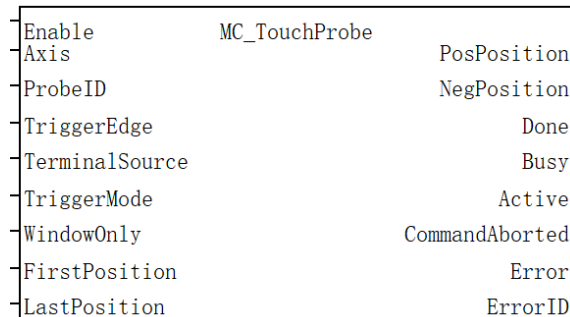 Enable MC_TouchProbe
Axis PosPosition
ProbeID NegPosition
TriggerEdge Done
TerminalSource Busy
TriggerMode Active
WindowOnly CommandAborted
FirstPosition Error
LastPosition ErrorID